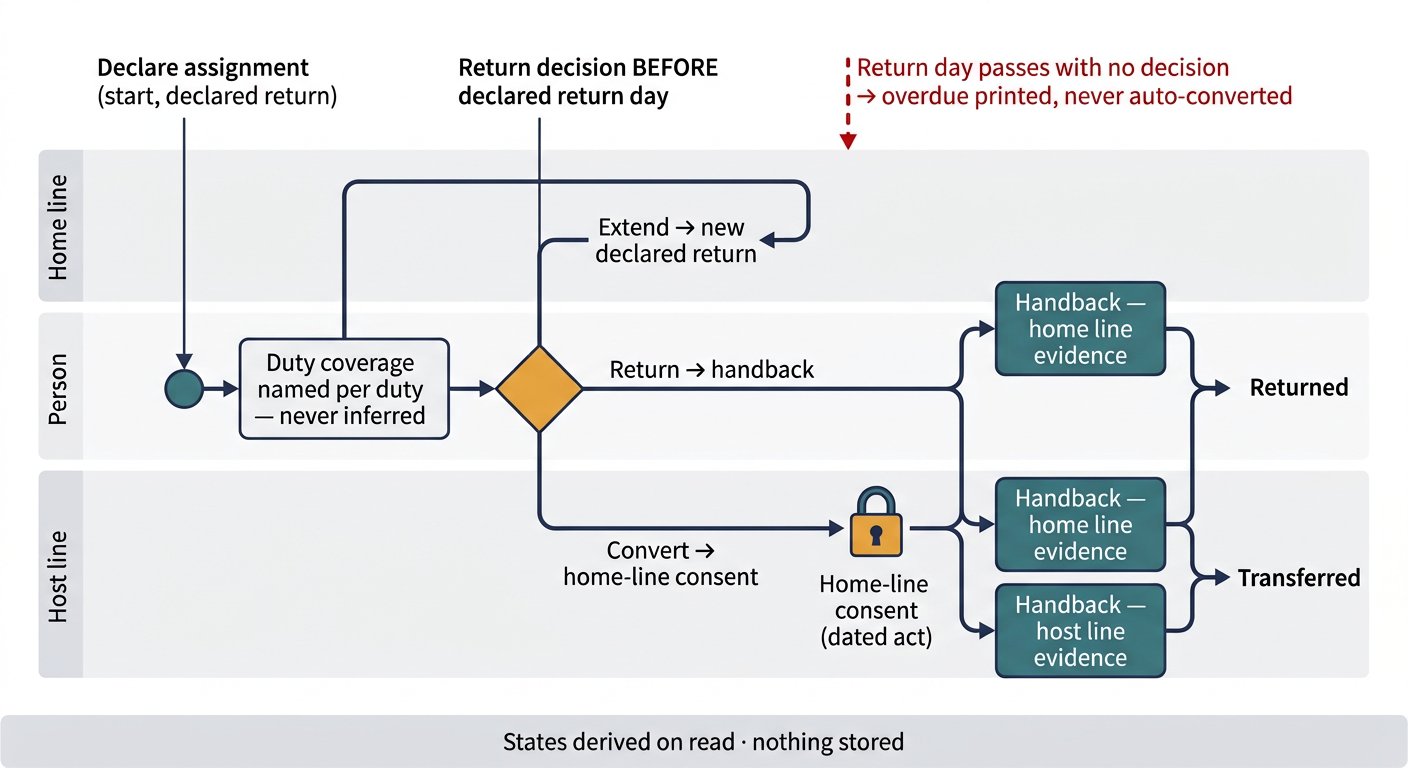 Declare assignment
(start, declared return)
Return decision BEFORE
declared return day
Return day passes with no decision
→ overdue printed, never auto-converted
Home line
Extend → new
declared return
Person
Duty coverage
named per duty
— never inferred
Return → handback
Handback —
home line
evidence
Returned
Host line
Convert →
home-line consent
Home-line
consent
(dated act)
Handback —
home line
evidence
Handback —
host line
evidence
Transferred
States derived on read · nothing stored